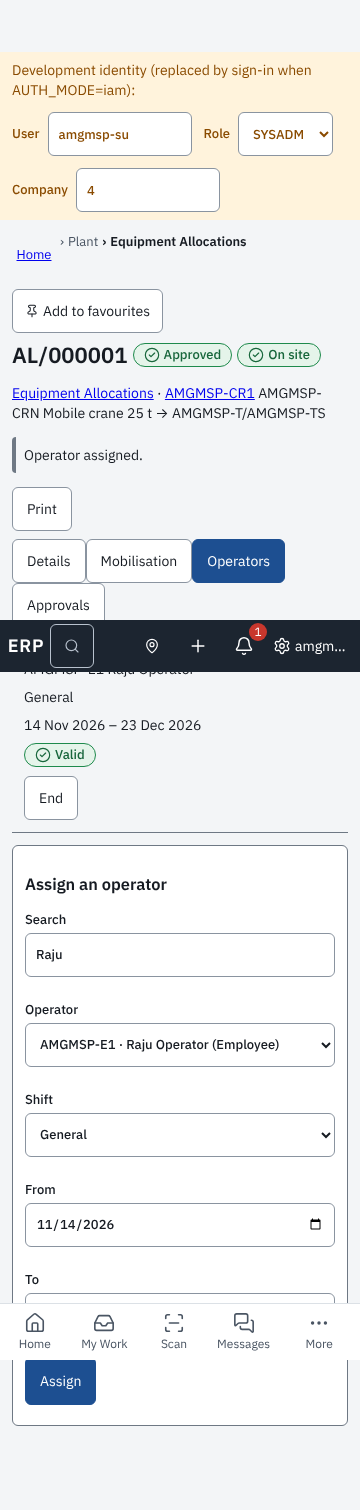 Development identity (replaced by sign-in when
AUTH_MODE=iam):
User amgmsp-su Role SYSADM
Company 4
Home › Plant › Equipment Allocations
Add to favourites
AL/000001 Approved On site
Equipment Allocations · AMGMSP-CR1 AMGMSP-
CRN Mobile crane 25 t → AMGMSP-T/AMGMSP-TS
Operator assigned.
Print
Details Mobilisation Operators
Approvals
ERP 1 amgm...
General
14 Nov 2026 – 23 Dec 2026
Valid
End
Assign an operator
Search
Raju
Operator
AMGMSP-E1 · Raju Operator (Employee)
Shift
General
From
11/14/2026
To
Home My Work Scan Messages More
Assign